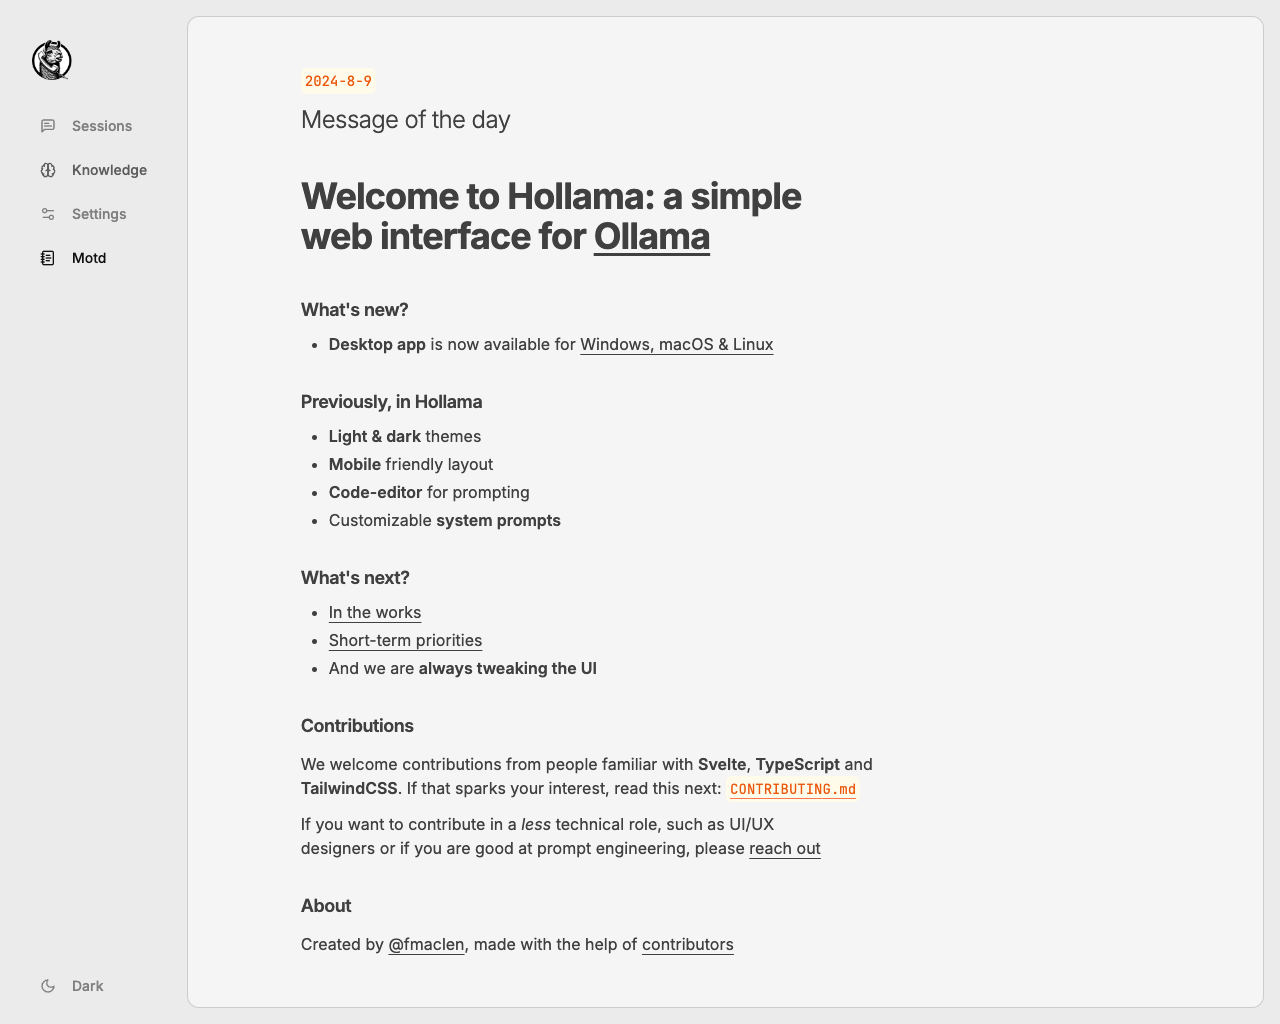 Sessions
Knowledge
Settings
Motd
Dark
2024-8-9
Message of the day
Welcome to Hollama: a simple
web interface for Ollama
What's new?
• Desktop app is now available for Windows, macOS & Linux
Previously, in Hollama
• Light & dark themes
• Mobile friendly layout
• Code-editor for prompting
• Customizable system prompts
What's next?
• In the works
• Short-term priorities
• And we are always tweaking the UI
Contributions
We welcome contributions from people familiar with Svelte, TypeScript and
TailwindCSS. If that sparks your interest, read this next: CONTRIBUTING.md
If you want to contribute in a less technical role, such as UI/UX
designers or if you are good at prompt engineering, please reach out
About
Created by @fmaclen, made with the help of contributors